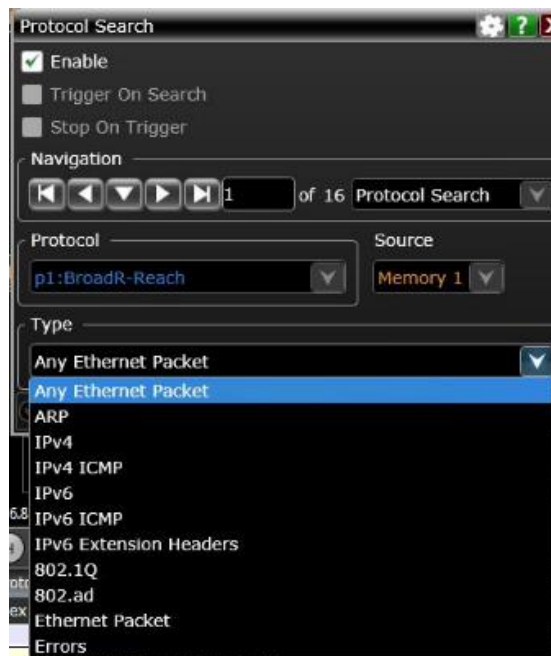 Protocol Search ?
Enable
Trigger On Search
Stop On Trigger
Navigation
1 of 16 Protocol Search
Protocol Source
p1:BroadR-Reach Memory 1
Type
Any Ethernet Packet
Any Ethernet Packet
ARP
IPv4
IPv4 ICMP
IPv6
6.8 IPv6 ICMP
IPv6 Extension Headers
802.1Q
802.ad
Ethernet Packet
Errors